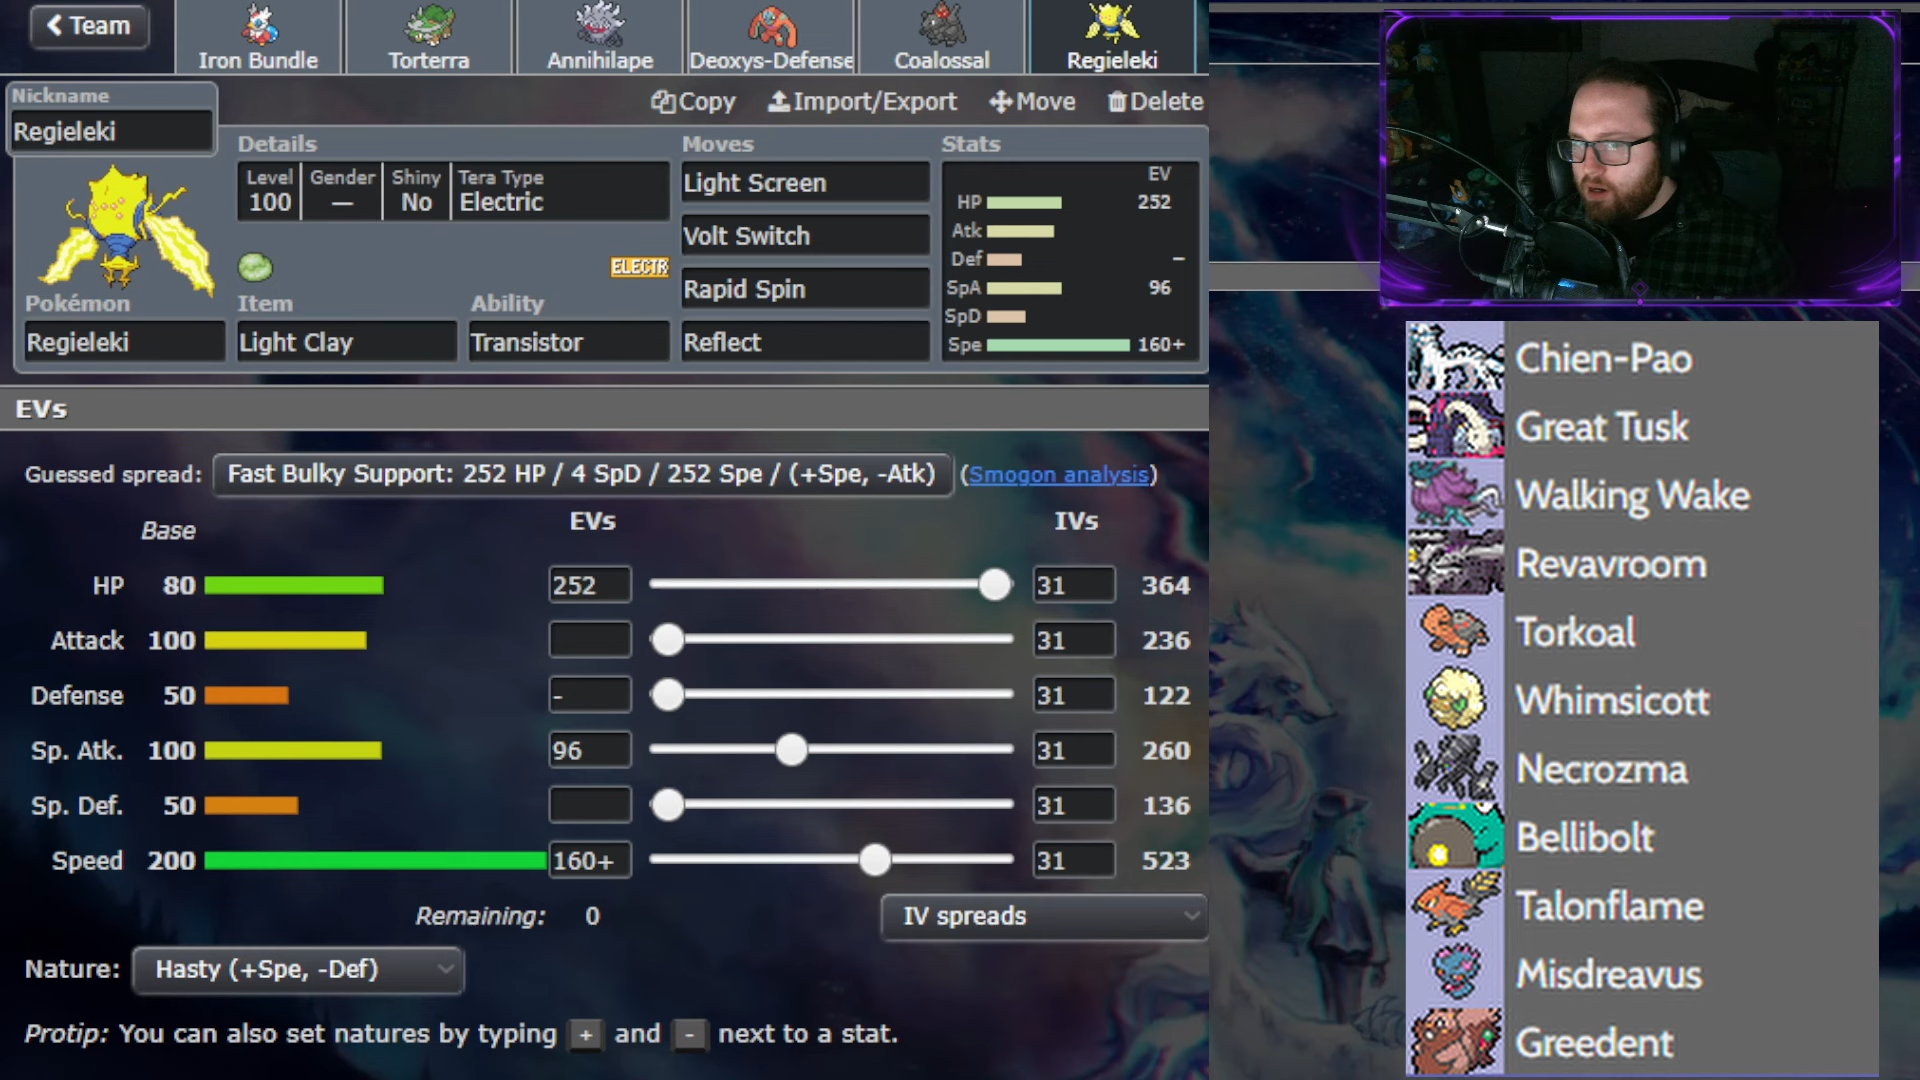 Team
Iron Bundle
Torterra
Annihilape
Deoxys-Defense
Coalossal
Regieleki
Nickname
Regieleki
Copy
Import/Export
Move
Delete
Details
Moves
Stats
Level
100
Gender
—
Shiny
No
Tera Type
Electric
ELECTR
Pokémon
Regieleki
Item
Light Clay
Ability
Transistor
Light Screen
Volt Switch
Rapid Spin
Reflect
EV
HP 252
Atk
Def –
SpA 96
SpD
Spe 160+
EVs
Guessed spread: Fast Bulky Support: 252 HP / 4 SpD / 252 Spe / (+Spe, -Atk) (Smogon analysis)
Base EVs IVs
HP 80 252 31 364
Attack 100 31 236
Defense 50 - 31 122
Sp. Atk. 100 96 31 260
Sp. Def. 50 31 136
Speed 200 160+ 31 523
Remaining: 0
IV spreads
Nature: Hasty (+Spe, -Def)
Protip: You can also set natures by typing + and - next to a stat.
Chien-Pao
Great Tusk
Walking Wake
Revavroom
Torkoal
Whimsicott
Necrozma
Bellibolt
Talonflame
Misdreavus
Greedent